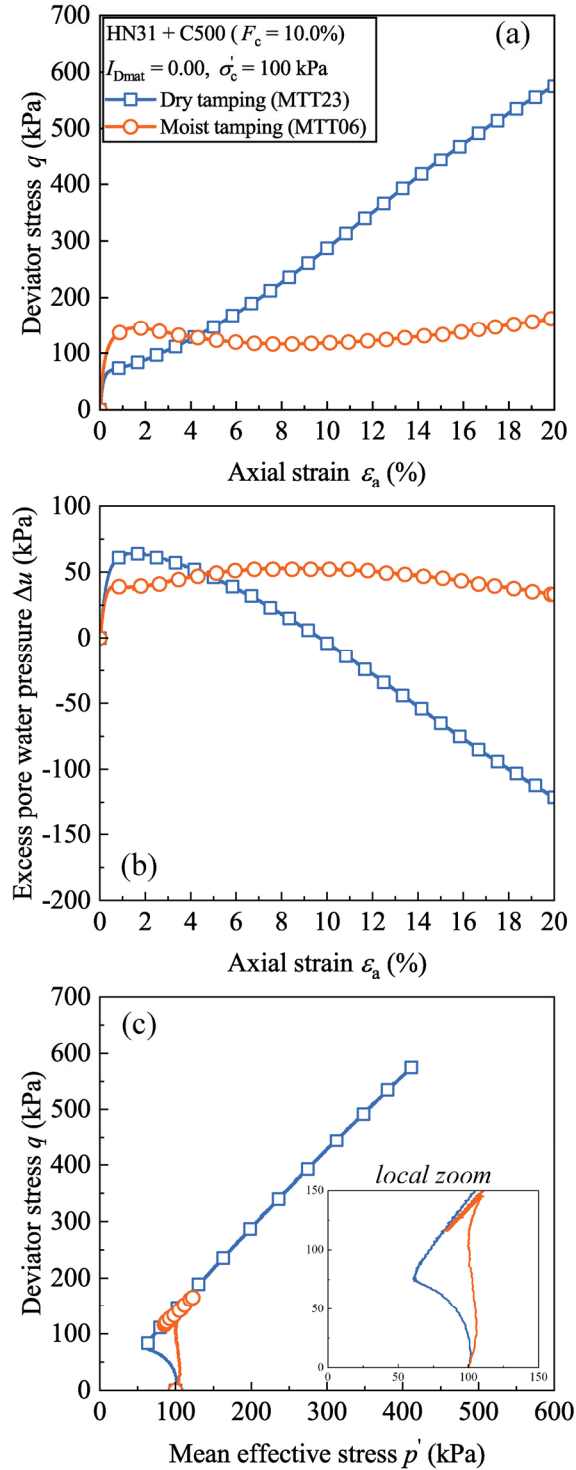 (a)
HN31 + C500 (Fc = 10.0%)
IDmat = 0.00, σ'c = 100 kPa
Dry tamping (MTT23)
Moist tamping (MTT06)
700
600
500
400
300
200
100
0
Deviator stress q (kPa)
0 2 4 6 8 10 12 14 16 18 20
Axial strain εa (%)
100
50
0
-50
-100
-150
-200
Excess pore water pressure Δu (kPa)
(b)
0 2 4 6 8 10 12 14 16 18 20
Axial strain εa (%)
(c)
700
600
500
400
300
200
100
0
Deviator stress q (kPa)
local zoom
150
100
50
0
0 50 100 150
0 100 200 300 400 500 600
Mean effective stress p' (kPa)